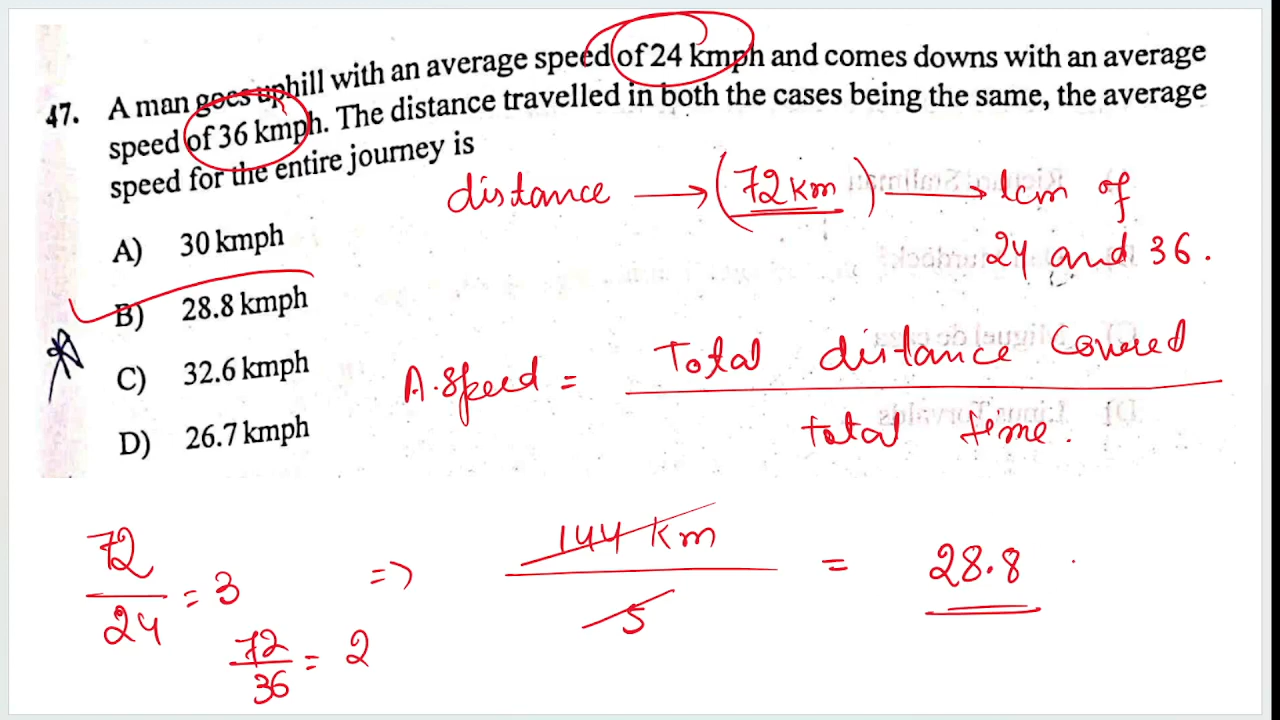 47. A man goes uphill with an average speed of 24 kmph and comes downs with an average
speed of 36 kmph. The distance travelled in both the cases being the same, the average
speed for the entire journey is
distance → (72 km) → lcm of
24 and 36.
A) 30 kmph
B) 28.8 kmph
C) 32.6 kmph
D) 26.7 kmph
A. speed = Total distance covered
total time.
72
24 = 3
72
36 = 2
=> 144 km
5
= 28.8